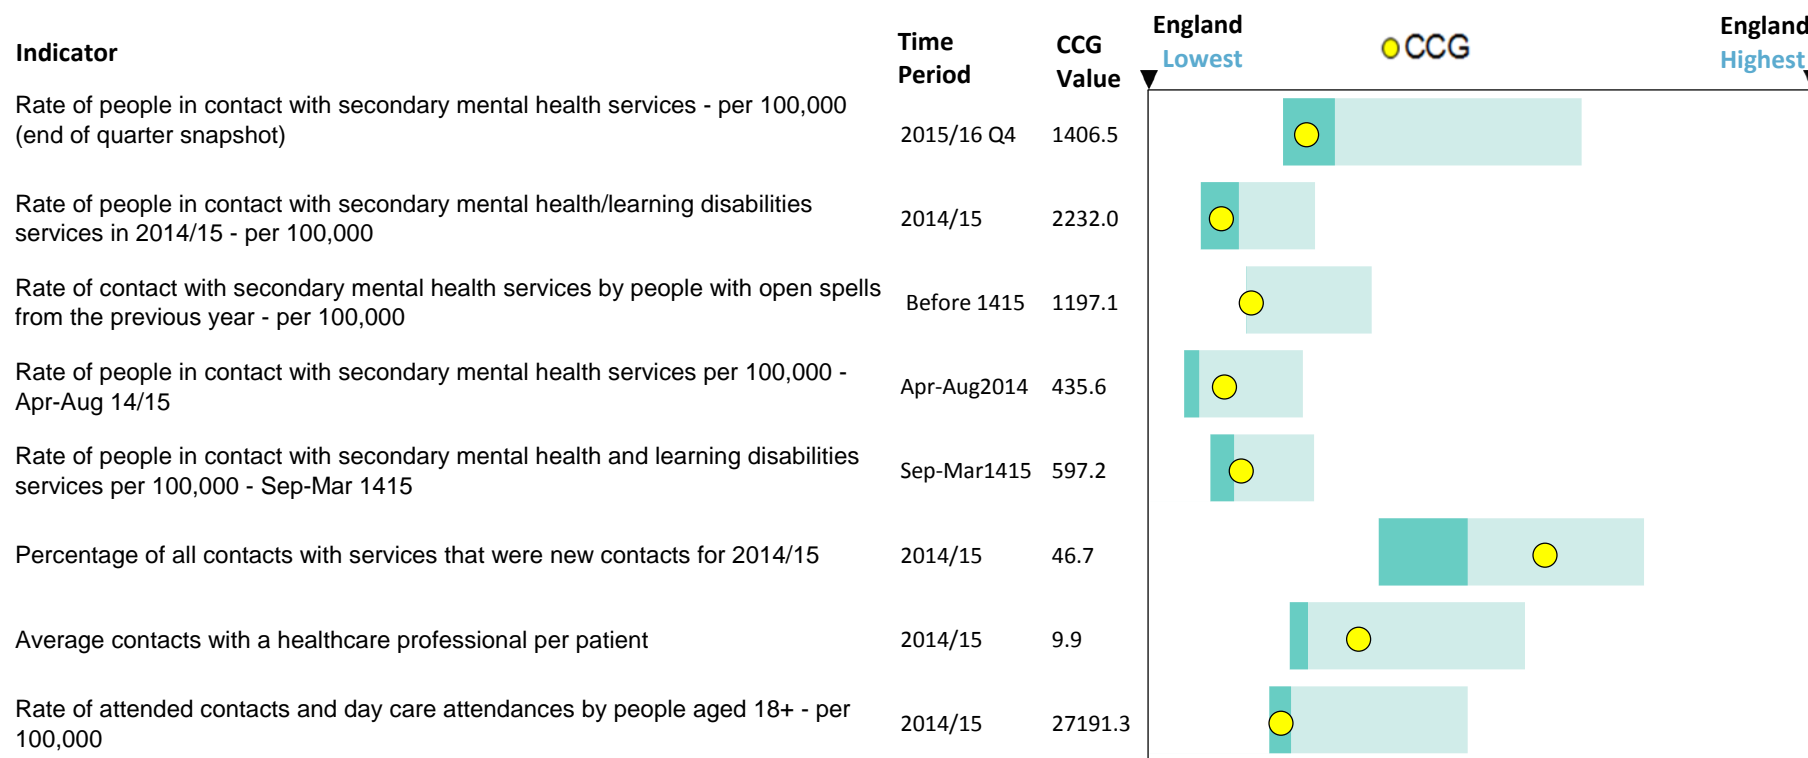 Indicator
Time Period
CCG Value
England Lowest
CCG
England Highest
Rate of people in contact with secondary mental health services - per 100,000
(end of quarter snapshot)
2015/16 Q4 1406.5
Rate of people in contact with secondary mental health/learning disabilities
services in 2014/15 - per 100,000
2014/15 2232.0
Rate of contact with secondary mental health services by people with open spells
from the previous year - per 100,000
Before 1415 1197.1
Rate of people in contact with secondary mental health services per 100,000 -
Apr-Aug 14/15
Apr-Aug2014 435.6
Rate of people in contact with secondary mental health and learning disabilities
services per 100,000 - Sep-Mar 1415
Sep-Mar1415 597.2
Percentage of all contacts with services that were new contacts for 2014/15
2014/15 46.7
Average contacts with a healthcare professional per patient
2014/15 9.9
Rate of attended contacts and day care attendances by people aged 18+ - per
100,000
2014/15 27191.3